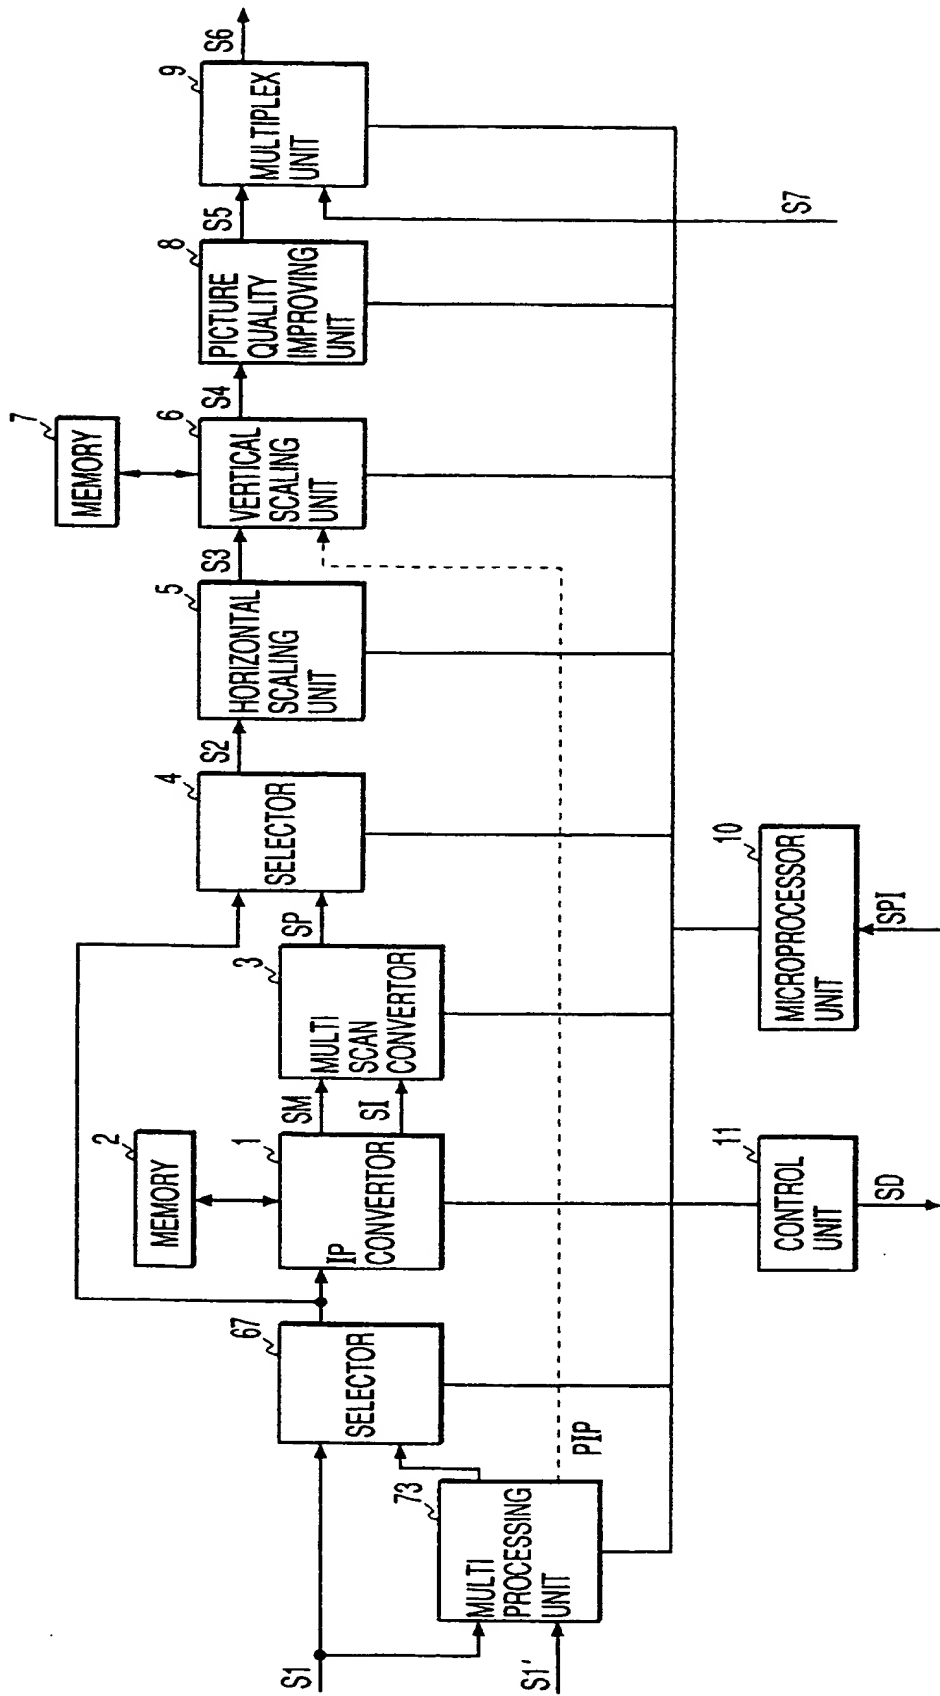 S1
S1'
73
MULTI
PROCESSING
UNIT
PIP
67
SELECTOR
2
MEMORY
1
IP
CONVERTOR
SM
SI
3
MULTI
SCAN
CONVERTOR
SP
4
SELECTOR
S2
5
HORIZONTAL
SCALING
UNIT
S3
7
MEMORY
6
VERTICAL
SCALING
UNIT
S4
8
PICTURE
QUALITY
IMPROVING
UNIT
S5
9
MULTIPLEX
UNIT
S6
S7
11
CONTROL
UNIT
SD
10
MICROPROCESSOR
UNIT
SPI